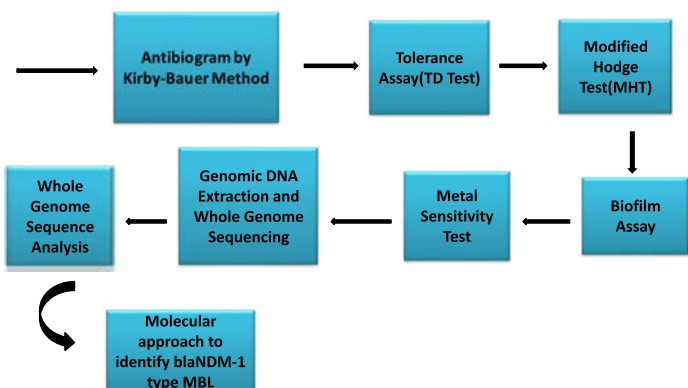 Antibiogram by
Kirby-Bauer Method
Tolerance
Assay(TD Test)
Modified
Hodge
Test(MHT)
Biofilm
Assay
Metal
Sensitivity
Test
Genomic DNA
Extraction and
Whole Genome
Sequencing
Whole
Genome
Sequence
Analysis
Molecular
approach to
identify blaNDM-1
type MBL